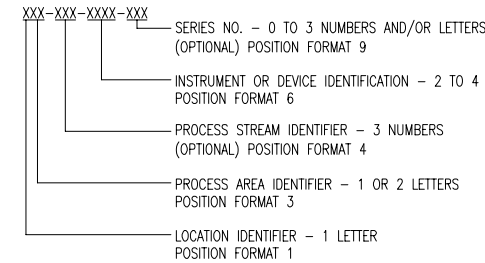 XXX-XXX-XXXX-XXX
SERIES NO. – 0 TO 3 NUMBERS AND/OR LETTERS
(OPTIONAL) POSITION FORMAT 9
INSTRUMENT OR DEVICE IDENTIFICATION – 2 TO 4
POSITION FORMAT 6
PROCESS STREAM IDENTIFIER – 3 NUMBERS
(OPTIONAL) POSITION FORMAT 4
PROCESS AREA IDENTIFIER – 1 OR 2 LETTERS
POSITION FORMAT 3
LOCATION IDENTIFIER – 1 LETTER
POSITION FORMAT 1